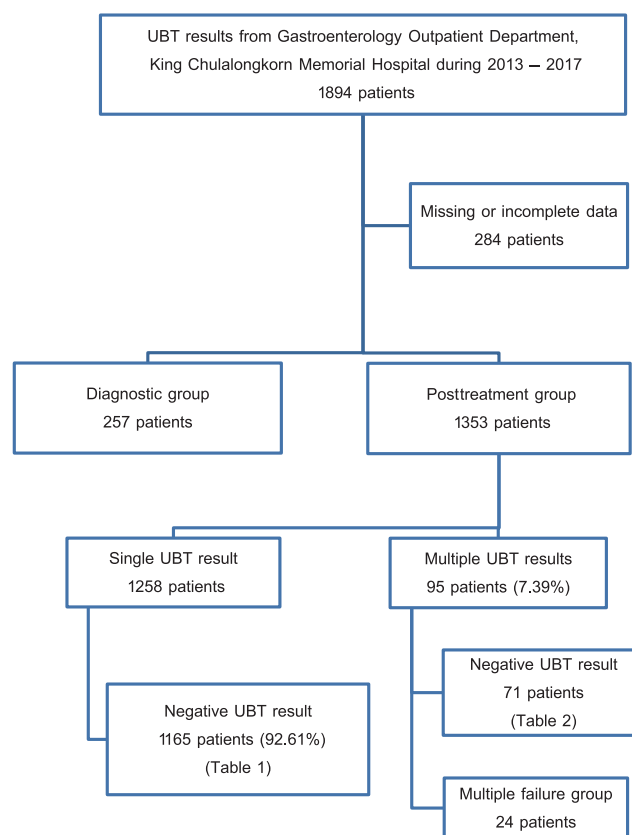 UBT results from Gastroenterology Outpatient Department,
King Chulalongkorn Memorial Hospital during 2013 – 2017
1894 patients
Missing or incomplete data
284 patients
Diagnostic group
257 patients
Posttreatment group
1353 patients
Single UBT result
1258 patients
Multiple UBT results
95 patients (7.39%)
Negative UBT result
71 patients
(Table 2)
Negative UBT result
1165 patients (92.61%)
(Table 1)
Multiple failure group
24 patients